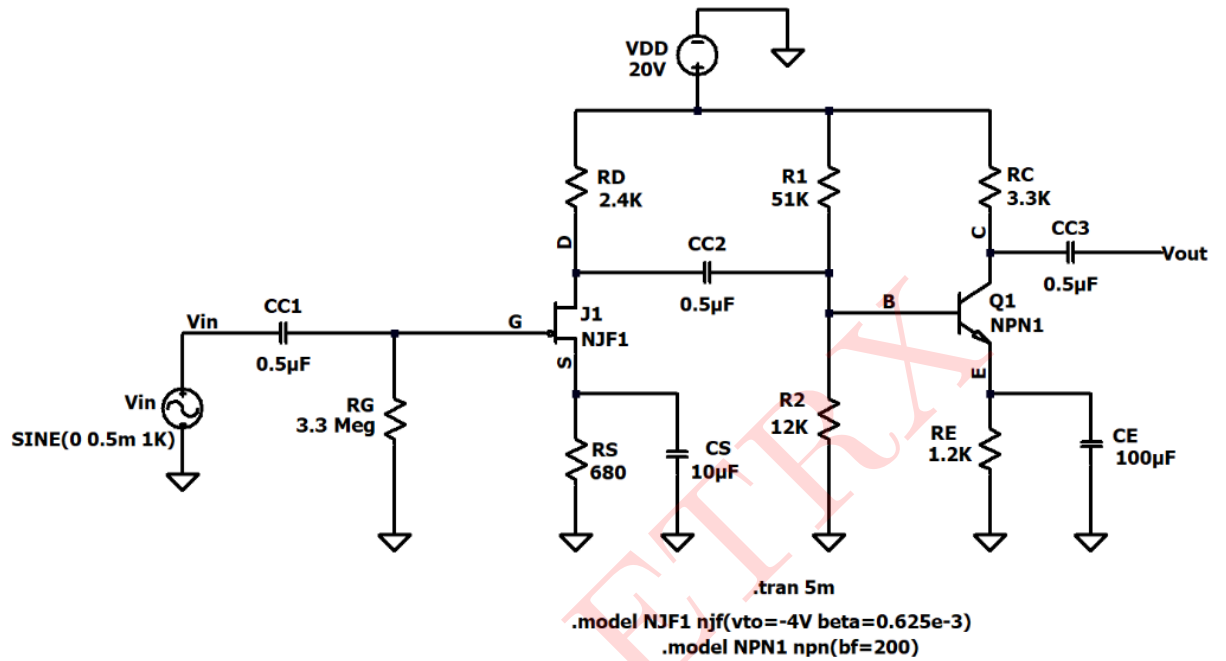 VDD
20V
RD
2.4K
R1
51K
RC
3.3K
D
C
CC3
Vout
0.5µF
CC2
0.5µF
CC1
Vin
0.5µF
G
J1
NJF1
S
B
Q1
NPN1
E
Vin
SINE(0 0.5m 1K)
RG
3.3 Meg
RS
680
CS
10µF
R2
12K
RE
1.2K
CE
100µF
.tran 5m
.model NJF1 njf(vto=-4V beta=0.625e-3)
.model NPN1 npn(bf=200)
ETRX